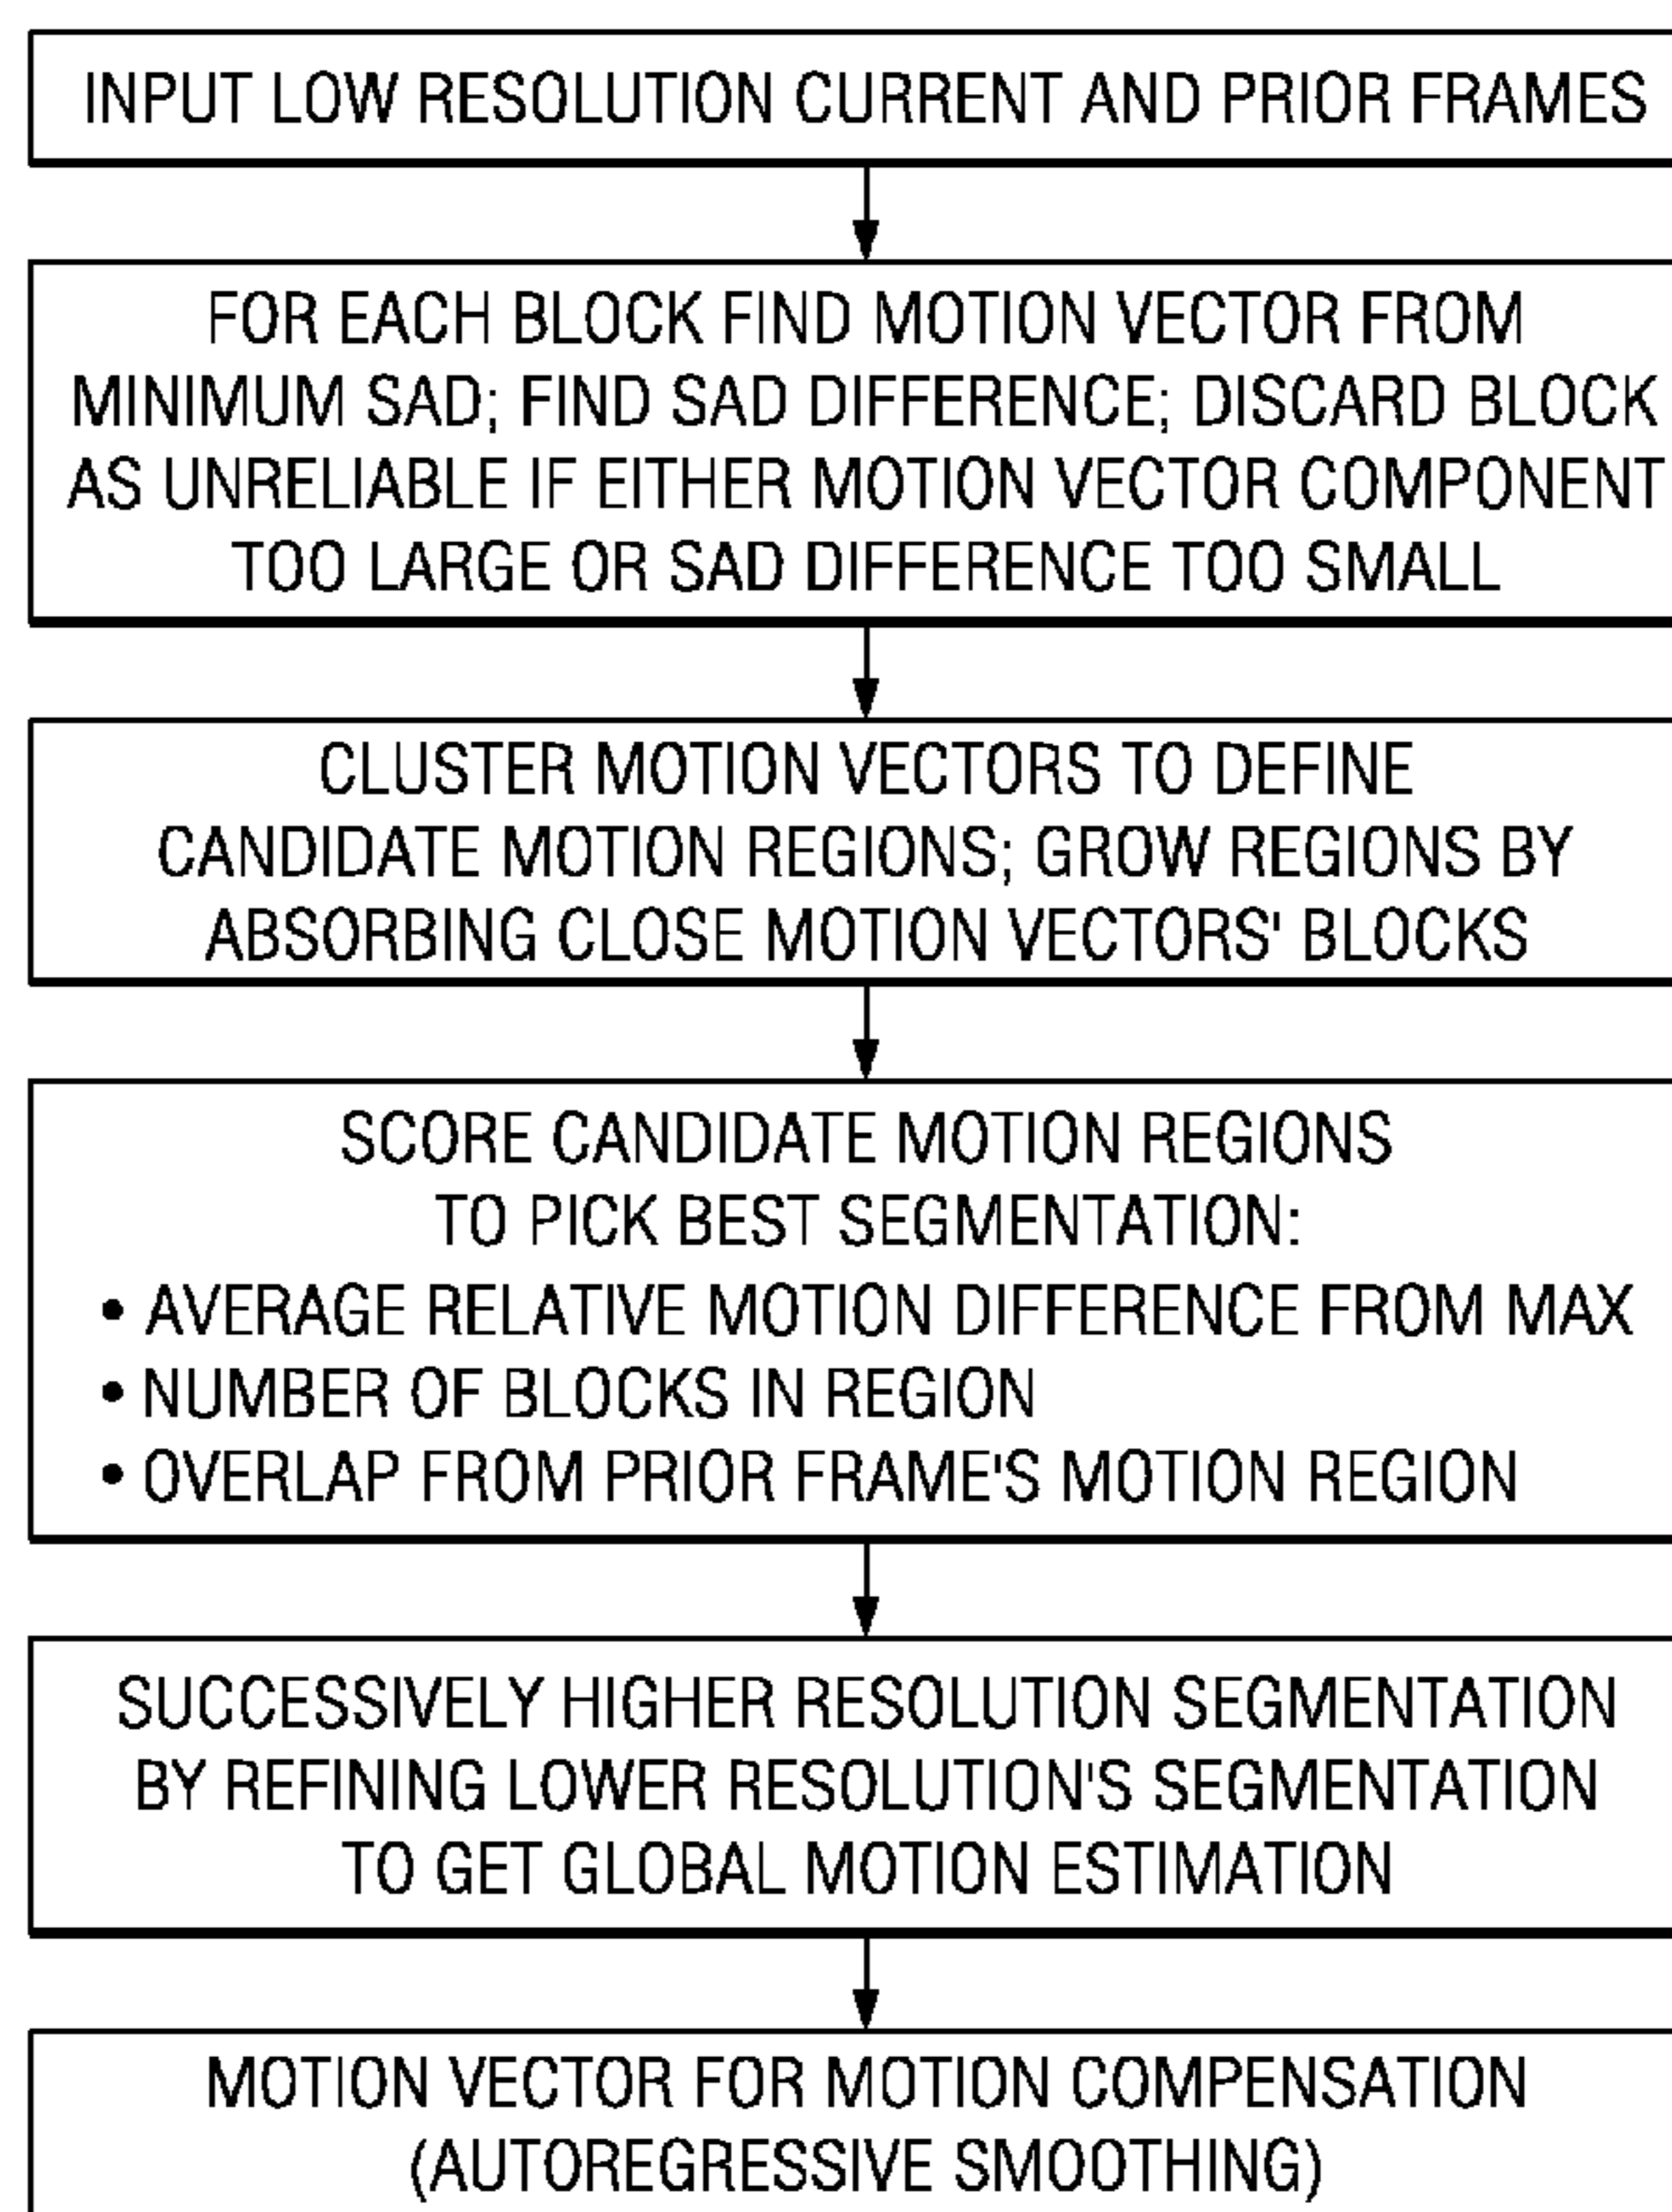 INPUT LOW RESOLUTION CURRENT AND PRIOR FRAMES
FOR EACH BLOCK FIND MOTION VECTOR FROM
MINIMUM SAD; FIND SAD DIFFERENCE; DISCARD BLOCK
AS UNRELIABLE IF EITHER MOTION VECTOR COMPONENT
TOO LARGE OR SAD DIFFERENCE TOO SMALL
CLUSTER MOTION VECTORS TO DEFINE
CANDIDATE MOTION REGIONS; GROW REGIONS BY
ABSORBING CLOSE MOTION VECTORS' BLOCKS
SCORE CANDIDATE MOTION REGIONS
TO PICK BEST SEGMENTATION:
• AVERAGE RELATIVE MOTION DIFFERENCE FROM MAX
• NUMBER OF BLOCKS IN REGION
• OVERLAP FROM PRIOR FRAME'S MOTION REGION
SUCCESSIVELY HIGHER RESOLUTION SEGMENTATION
BY REFINING LOWER RESOLUTION'S SEGMENTATION
TO GET GLOBAL MOTION ESTIMATION
MOTION VECTOR FOR MOTION COMPENSATION
(AUTOREGRESSIVE SMOOTHING)